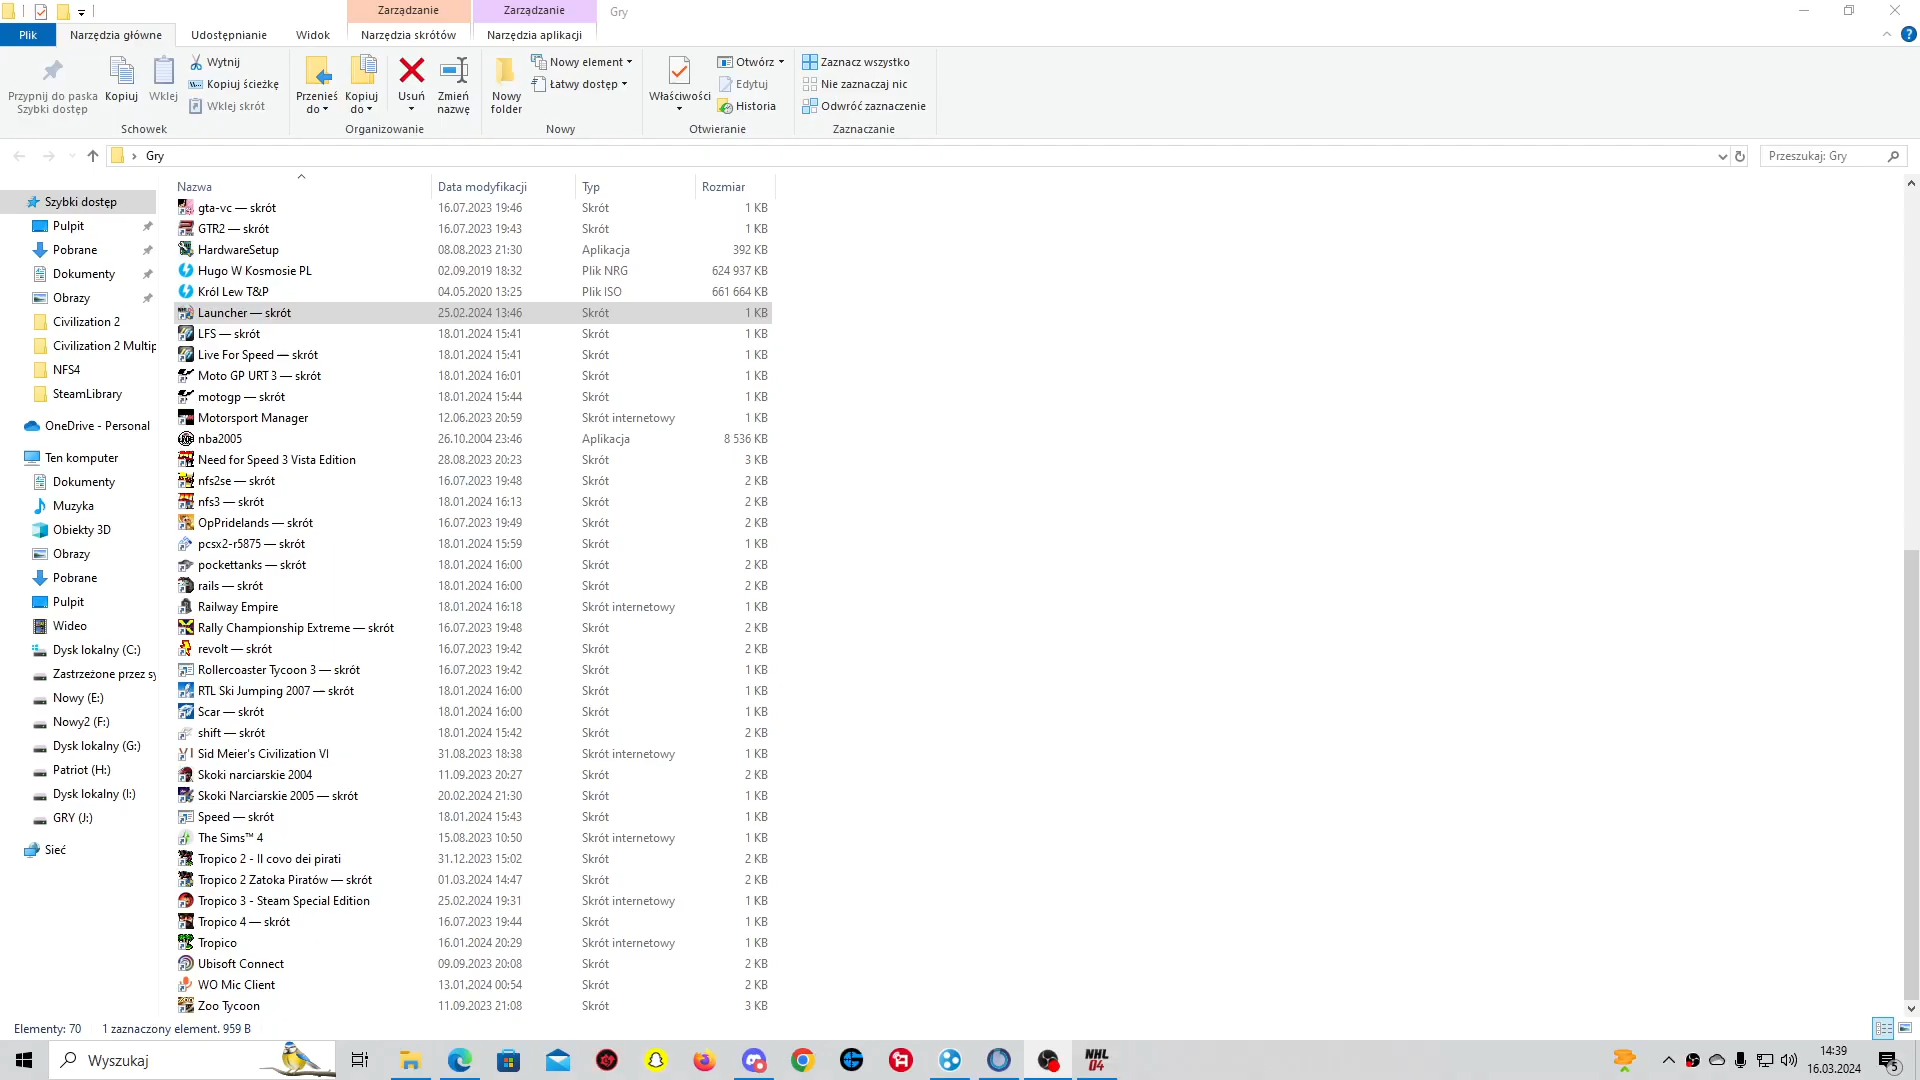 Zarządzanie Zarządzanie Gry
Plik Narzędzia główne Udostępnianie Widok Narzędzia skrótów Narzędzia aplikacji
Przypnij do paska Szybki dostęp
Kopiuj
Wklej
Wytnij
Kopiuj ścieżkę
Wklej skrót
Schowek
Przenieś do
Kopiuj do
Usuń
Zmień nazwę
Organizowanie
Nowy folder
Nowy element
Łatwy dostęp
Nowy
Właściwości
Otwórz
Edytuj
Historia
Otwieranie
Zaznacz wszystko
Nie zaznaczaj nic
Odwróć zaznaczenie
Zaznaczanie
Gry
Przeszukaj: Gry
Szybki dostęp
Pulpit
Pobrane
Dokumenty
Obrazy
Civilization 2
Civilization 2 Multip
NFS4
SteamLibrary
OneDrive - Personal
Ten komputer
Dokumenty
Muzyka
Obiekty 3D
Obrazy
Pobrane
Pulpit
Wideo
Dysk lokalny (C:)
Zastrzeżone przez sy
Nowy (E:)
Nowy2 (F:)
Dysk lokalny (G:)
Patriot (H:)
Dysk lokalny (I:)
GRY (J:)
Sieć
Nazwa Data modyfikacji Typ Rozmiar
gta-vc — skrót 16.07.2023 19:46 Skrót 1 KB
GTR2 — skrót 16.07.2023 19:43 Skrót 1 KB
HardwareSetup 08.08.2023 21:30 Aplikacja 392 KB
Hugo W Kosmosie PL 02.09.2019 18:32 Plik NRG 624 937 KB
Król Lew T&P 04.05.2020 13:25 Plik ISO 661 664 KB
Launcher — skrót 25.02.2024 13:46 Skrót 1 KB
LFS — skrót 18.01.2024 15:41 Skrót 1 KB
Live For Speed — skrót 18.01.2024 15:41 Skrót 1 KB
Moto GP URT 3 — skrót 18.01.2024 16:01 Skrót 1 KB
motogp — skrót 18.01.2024 15:44 Skrót 1 KB
Motorsport Manager 12.06.2023 20:59 Skrót internetowy 1 KB
nba2005 26.10.2004 23:46 Aplikacja 8 536 KB
Need for Speed 3 Vista Edition 28.08.2023 20:23 Skrót 3 KB
nfs2se — skrót 16.07.2023 19:48 Skrót 2 KB
nfs3 — skrót 18.01.2024 16:13 Skrót 2 KB
OpPridelands — skrót 16.07.2023 19:49 Skrót 2 KB
pcsx2-r5875 — skrót 18.01.2024 15:59 Skrót 1 KB
pockettanks — skrót 18.01.2024 16:00 Skrót 2 KB
rails — skrót 18.01.2024 16:00 Skrót 2 KB
Railway Empire 18.01.2024 16:18 Skrót internetowy 1 KB
Rally Championship Extreme — skrót 16.07.2023 19:48 Skrót 2 KB
revolt — skrót 16.07.2023 19:42 Skrót 2 KB
Rollercoaster Tycoon 3 — skrót 16.07.2023 19:42 Skrót 1 KB
RTL Ski Jumping 2007 — skrót 18.01.2024 16:00 Skrót 1 KB
Scar — skrót 18.01.2024 16:00 Skrót 1 KB
shift — skrót 18.01.2024 15:42 Skrót 2 KB
Sid Meier's Civilization VI 31.08.2023 18:38 Skrót internetowy 1 KB
Skoki narciarskie 2004 11.09.2023 20:27 Skrót 2 KB
Skoki Narciarskie 2005 — skrót 20.02.2024 21:30 Skrót 1 KB
Speed — skrót 18.01.2024 15:43 Skrót 1 KB
The Sims™ 4 15.08.2023 10:50 Skrót internetowy 1 KB
Tropico 2 - Il covo dei pirati 31.12.2023 15:02 Skrót 2 KB
Tropico 2 Zatoka Piratów — skrót 01.03.2024 14:47 Skrót 2 KB
Tropico 3 - Steam Special Edition 25.02.2024 19:31 Skrót internetowy 1 KB
Tropico 4 — skrót 16.07.2023 19:44 Skrót 1 KB
Tropico 16.01.2024 20:29 Skrót internetowy 1 KB
Ubisoft Connect 09.09.2023 20:08 Skrót 2 KB
WO Mic Client 13.01.2024 00:54 Skrót 2 KB
Zoo Tycoon 11.09.2023 21:08 Skrót 3 KB
Elementy: 70 1 zaznaczony element. 959 B
Wyszukaj
NHL 04
14:39
16.03.2024
5